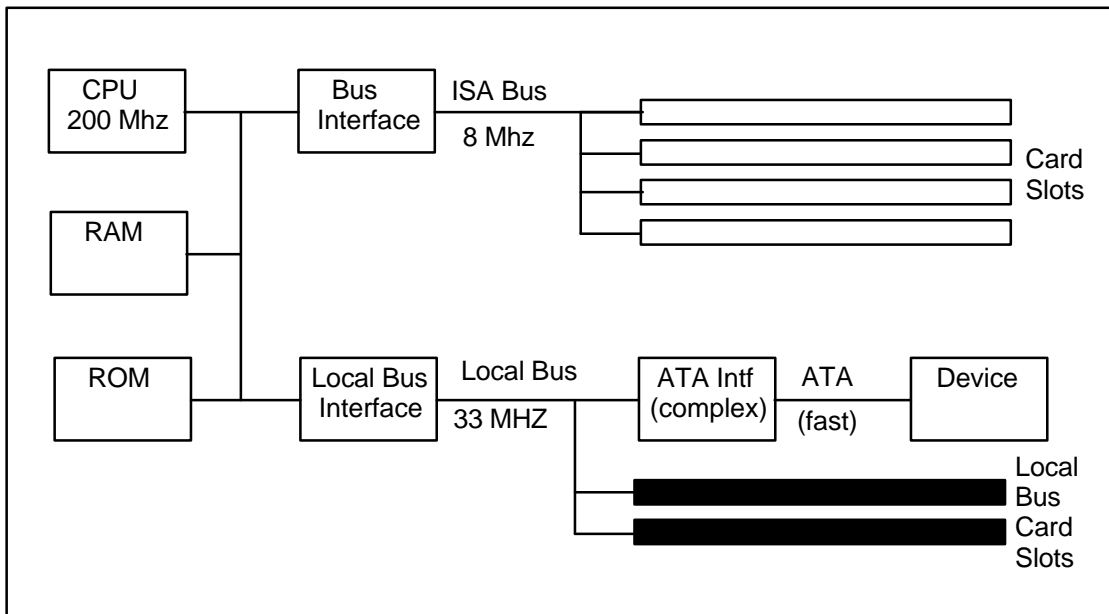 CPU
200 Mhz
Bus
Interface
ISA Bus
8 Mhz
Card
Slots
RAM
ROM
Local Bus
Interface
Local Bus
33 MHZ
ATA Intf
(complex)
ATA
(fast)
Device
Local
Bus
Card
Slots